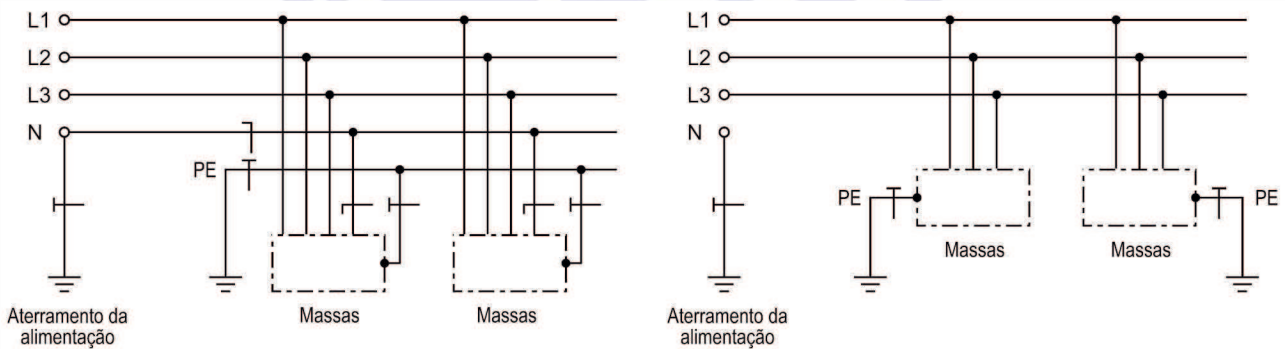 L1
L2
L3
N
PE
Massas
Massas
Aterramento da
alimentação
L1
L2
L3
N
PE
PE
Massas
Massas
Aterramento da
alimentação